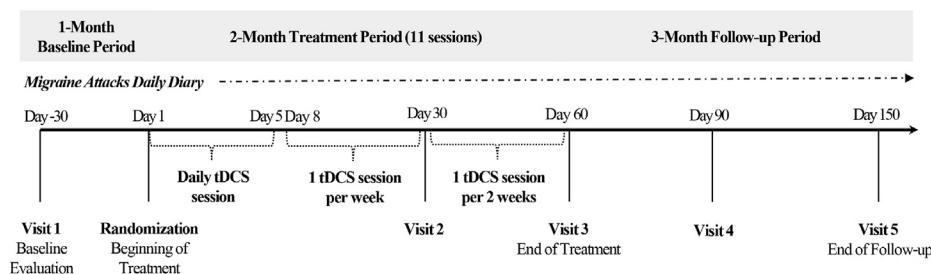 1-Month
Baseline Period
2-Month Treatment Period (11 sessions)
3-Month Follow-up Period
Migraine Attacks Daily Diary
Day -30
Day 1
Day 5
Day 8
Day 30
Day 60
Day 90
Day 150
Daily tDCS
session
1 tDCS session
per week
1 tDCS session
per 2 weeks
Visit 1
Baseline
Evaluation
Randomization
Beginning of
Treatment
Visit 2
Visit 3
End of Treatment
Visit 4
Visit 5
End of Follow-up